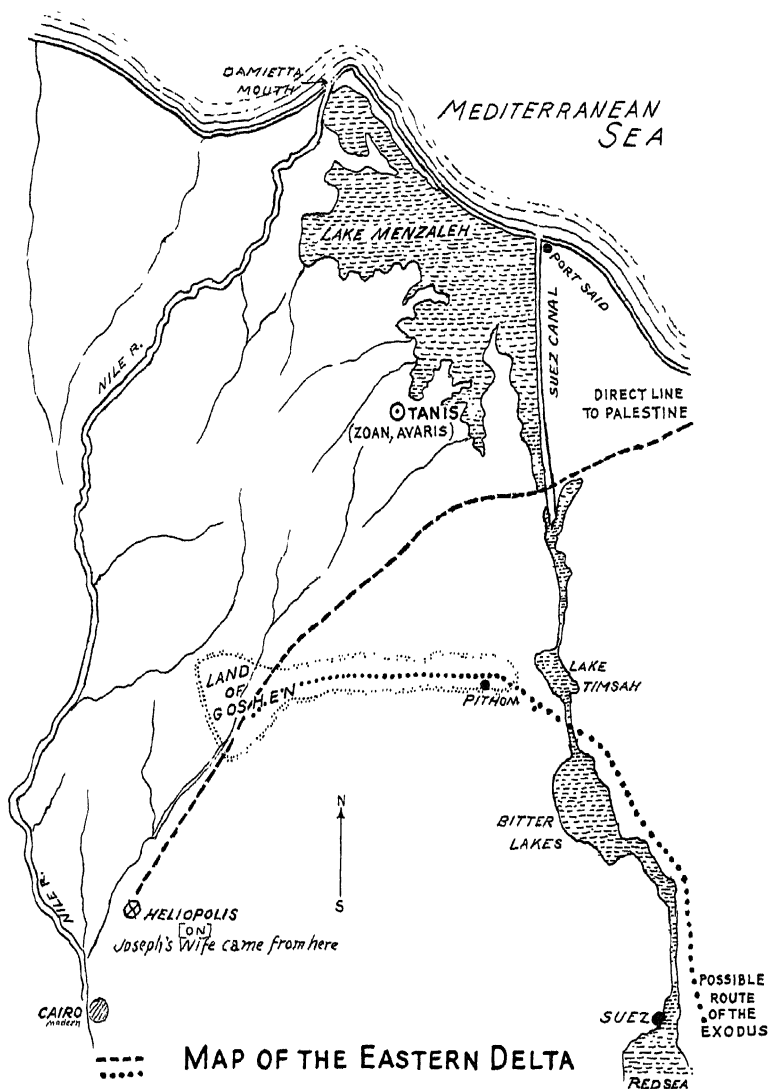 DAMIETTA
MOUTH
MEDITERRANEAN
SEA
LAKE MENZALEH
PORT SAID
SUEZ CANAL
NILE R.
DIRECT LINE
TO PALESTINE
TANIS
(ZOAN, AVARIS)
LAND
OF
GOSHEN
PITHOM
LAKE
TIMSAH
N
S
BITTER
LAKES
NILE R.
HELIOPOLIS
[ON]
Joseph's Wife came from here
CAIRO
modern
SUEZ
POSSIBLE
ROUTE
OF THE
EXODUS
MAP OF THE EASTERN DELTA
RED SEA